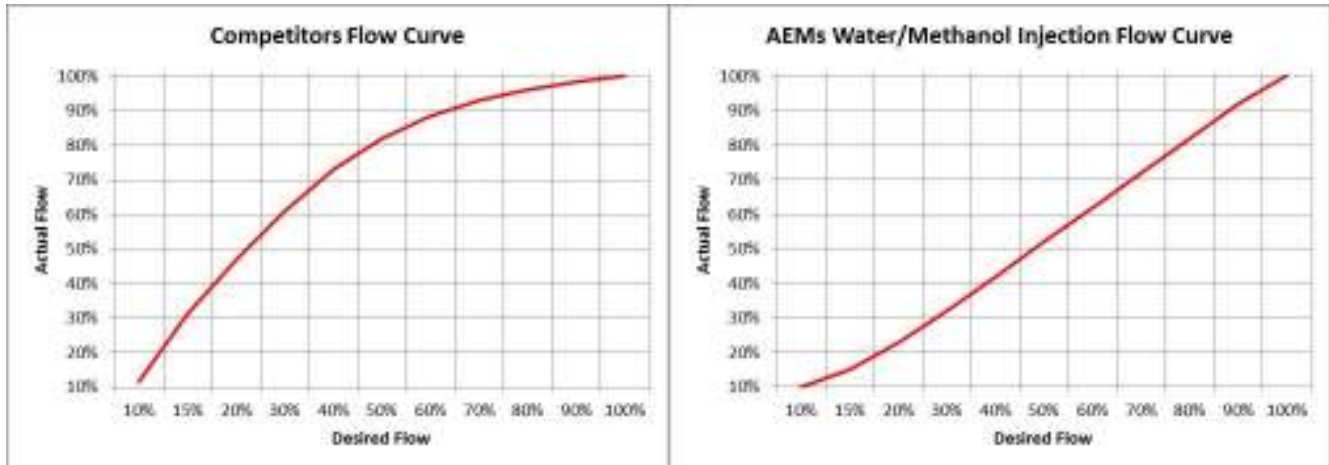 Competitors Flow Curve
100%
90%
80%
70%
60%
50%
40%
30%
20%
10%
Actual Flow
10% 15% 20% 30% 40% 50% 60% 70% 80% 90% 100%
Desired Flow
AEMs Water/Methanol Injection Flow Curve
100%
90%
80%
70%
60%
50%
40%
30%
20%
10%
Actual Flow
10% 15% 20% 30% 40% 50% 60% 70% 80% 90% 100%
Desired Flow